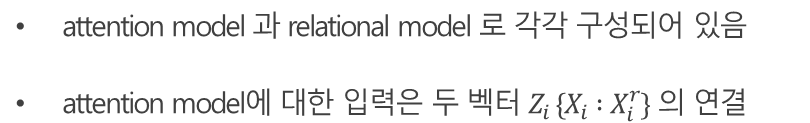 • attention model 과 relational model 로 각각 구성되어 있음
• attention model에 대한 입력은 두 벡터 $Z_i \{X_i : X_i^r\}$ 의 연결